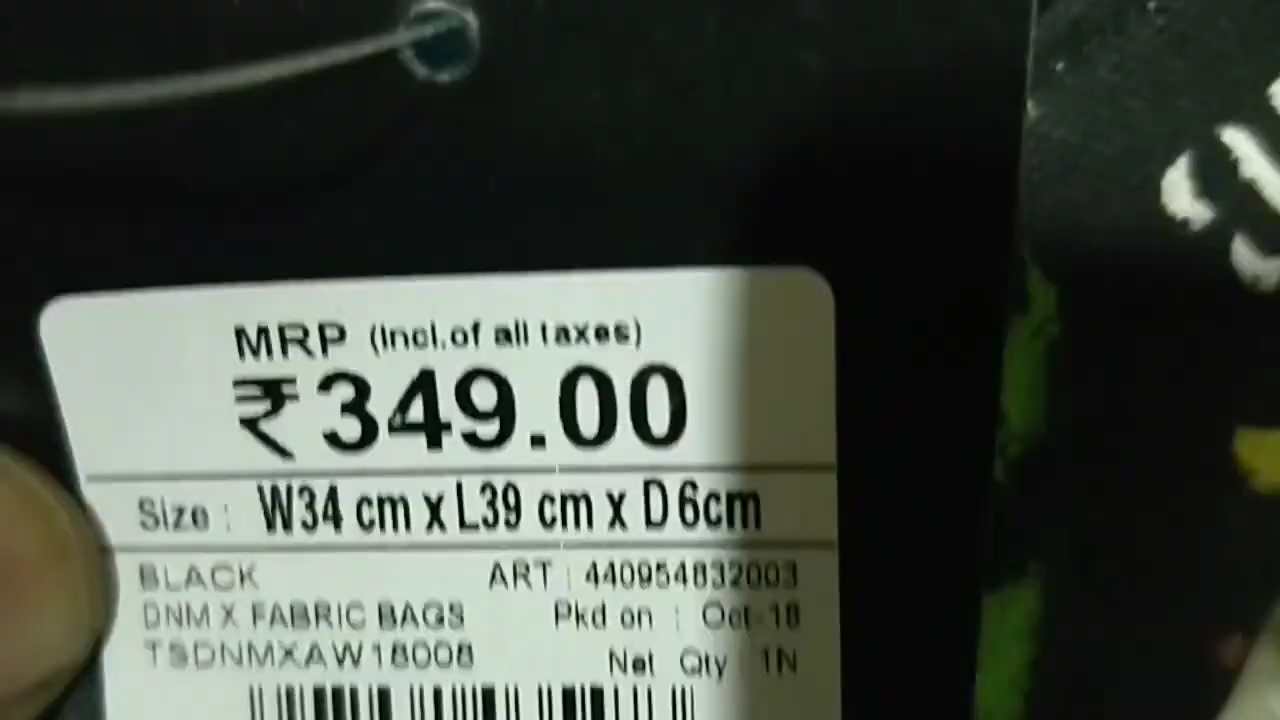 MRP (Incl.of all taxes)
₹349.00
Size : W34 cm x L39 cm x D6cm
BLACK ART : 440954832003
DNM X FABRIC BAGS Pkd on : Oct-18
TSDNMXAW18008 Net Qty 1N